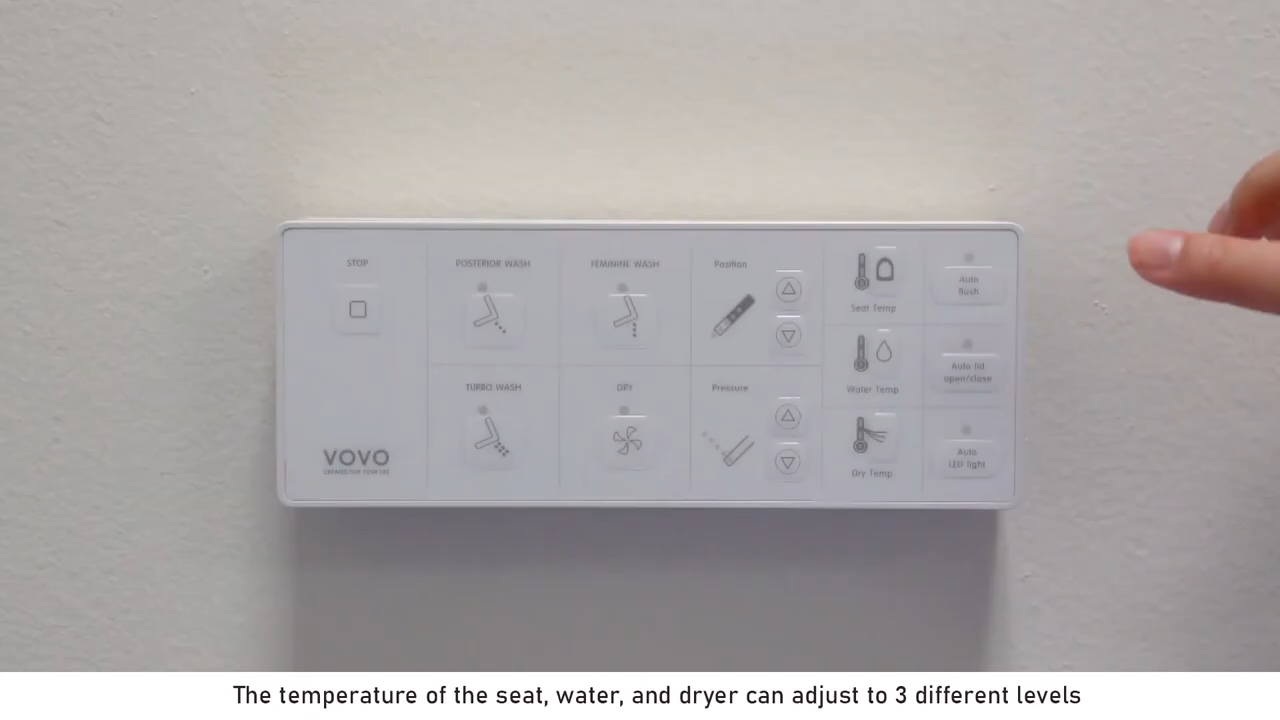 STOP
POSTERIOR WASH
FEMININE WASH
Position
Seat Temp
Auto
flush
Water Temp
Auto lid
open/close
TURBO WASH
DRY
Pressure
VOVO
Dry Temp
Auto
LED light
The temperature of the seat, water, and dryer can adjust to 3 different levels